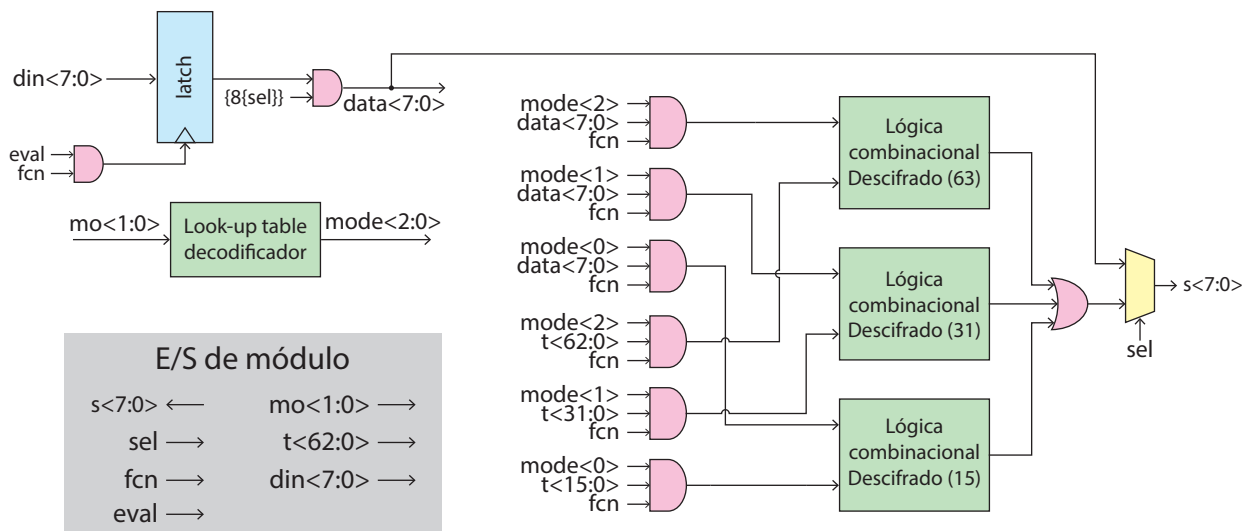 din<7:0>
latch
{8{sel}}
data<7:0>
eval
fcn
mo<1:0>
Look-up table
decodificador
mode<2:0>
E/S de módulo
s<7:0>
mo<1:0>
sel
t<62:0>
fcn
din<7:0>
eval
mode<2>
data<7:0>
fcn
mode<1>
data<7:0>
fcn
mode<0>
data<7:0>
fcn
mode<2>
t<62:0>
fcn
mode<1>
t<31:0>
fcn
mode<0>
t<15:0>
fcn
Lógica
combinacional
Descifrado (63)
Lógica
combinacional
Descifrado (31)
Lógica
combinacional
Descifrado (15)
s<7:0>
sel